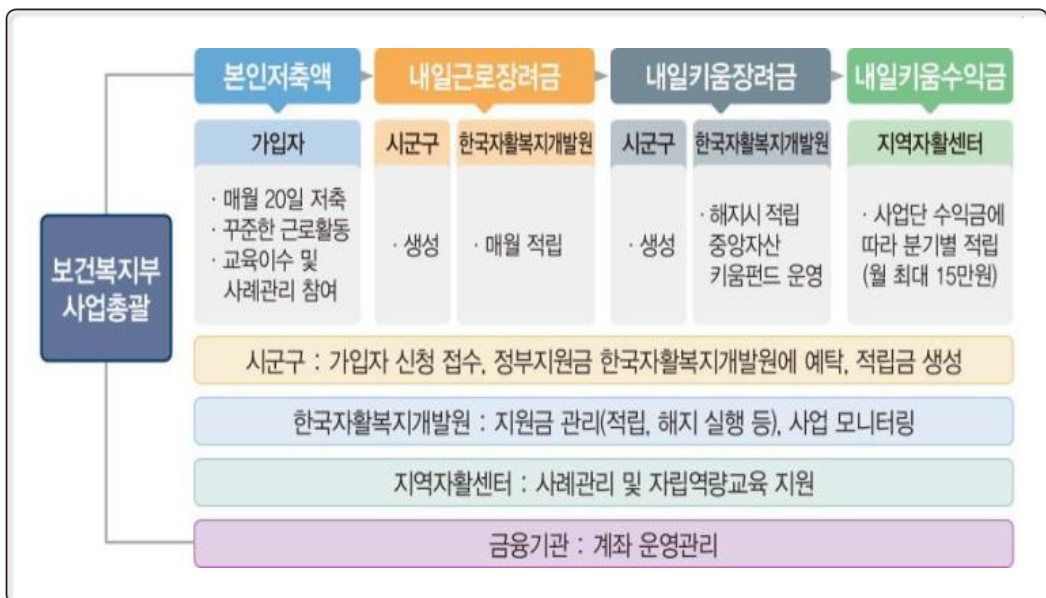 본인저축액
내일근로장려금
내일키움장려금
내일키움수익금
가입자
· 매월 20일 저축
· 꾸준한 근로활동
· 교육이수 및
사례관리 참여
시군구
· 생성
한국자활복지개발원
· 매월 적립
시군구
· 생성
한국자활복지개발원
· 해지시 적립
중앙자산
키움펀드 운영
지역자활센터
· 사업단 수익금에
따라 분기별 적립
(월 최대 15만원)
보건복지부
사업총괄
시군구 : 가입자 신청 접수, 정부지원금 한국자활복지개발원에 예탁, 적립금 생성
한국자활복지개발원 : 지원금 관리(적립, 해지 실행 등), 사업 모니터링
지역자활센터 : 사례관리 및 자립역량교육 지원
금융기관 : 계좌 운영관리